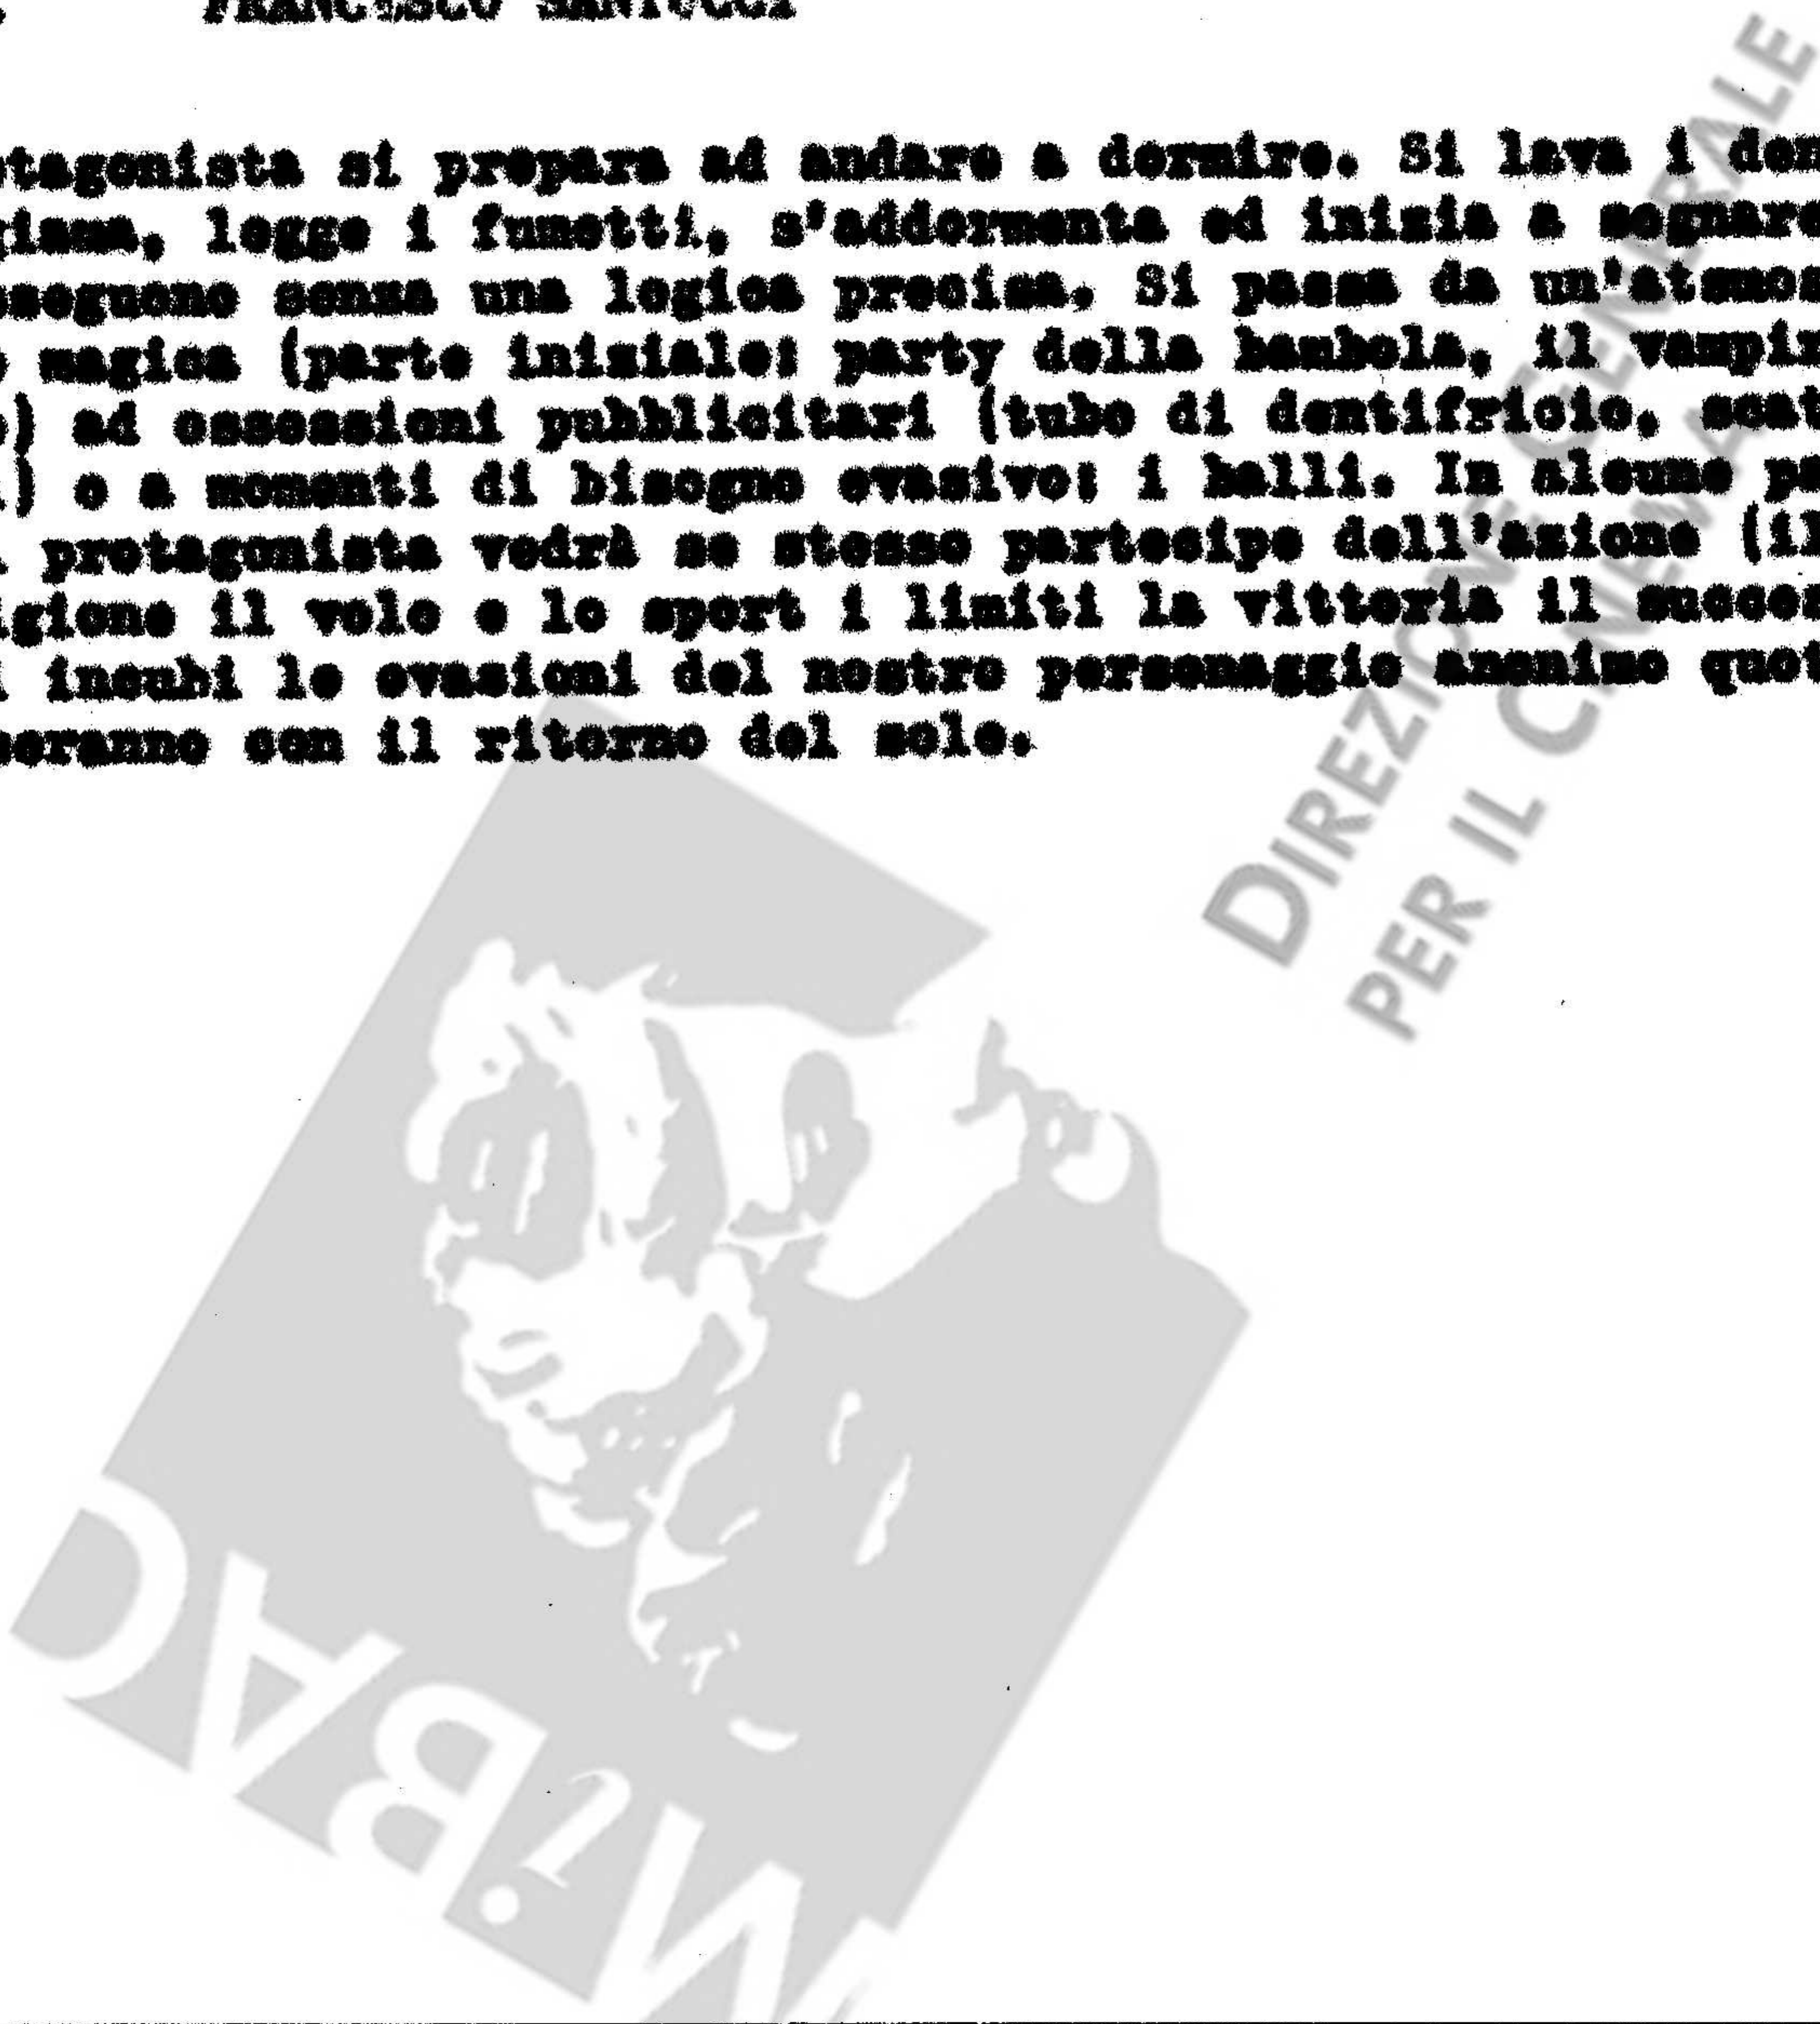 FRANCESCO SANTUCCI
tagonista si prepara ad andare a dormire. Si lava i den
giama, legge i fumetti, s'addormenta ed inizia a sognare
seguono senza una logica precisa. Si passa da un'atmos
magica (parte iniziale: party della bambola, il vampir
) ad ossessioni pubblicitari (tubo di dentifricio, scat
) o a momenti di bisogno evasivo: i balli. In alcune pa
protagonista vedrà se stesso partecipe dell'azione (il
igione il volo e lo sport i limiti la vittoria il succes
i incubi le evasioni del nostro personaggio anonimo quot
seranno con il ritorno del sole.
DIREZIONE GENERALE
PER IL CINEMA
MiBAC